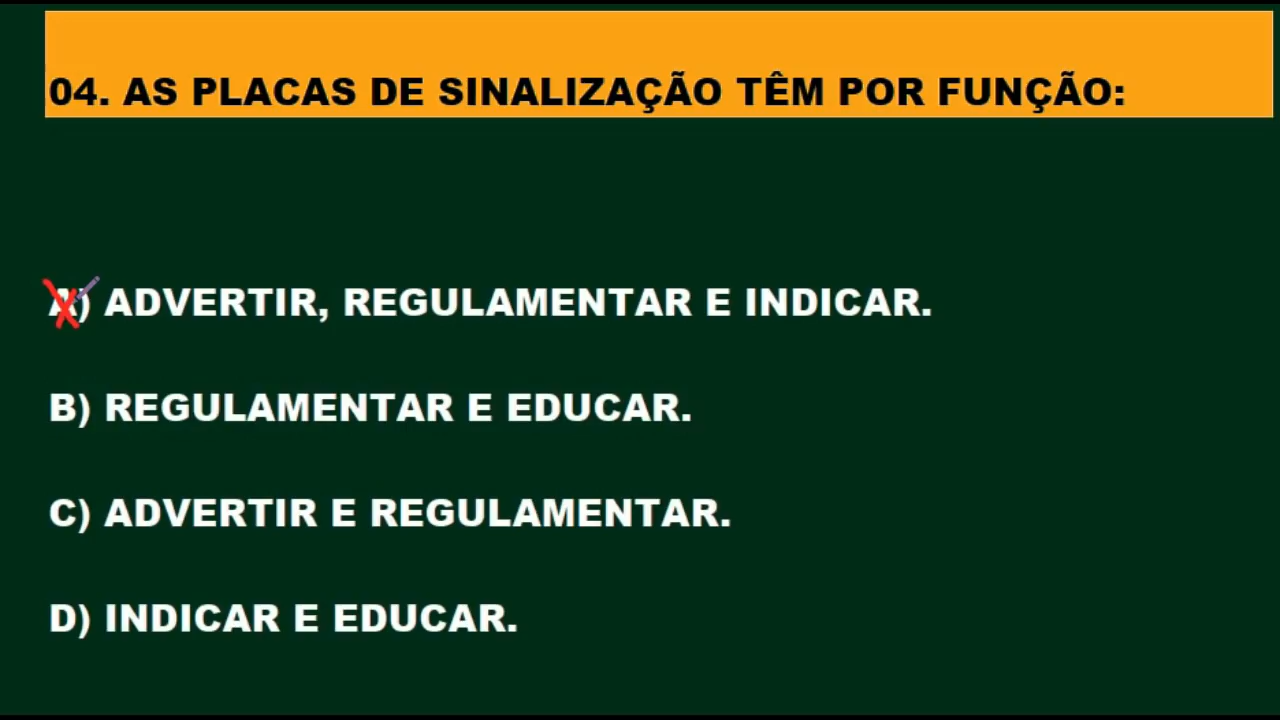 04. AS PLACAS DE SINALIZAÇÃO TÊM POR FUNÇÃO:
A) ADVERTIR, REGULAMENTAR E INDICAR.
B) REGULAMENTAR E EDUCAR.
C) ADVERTIR E REGULAMENTAR.
D) INDICAR E EDUCAR.